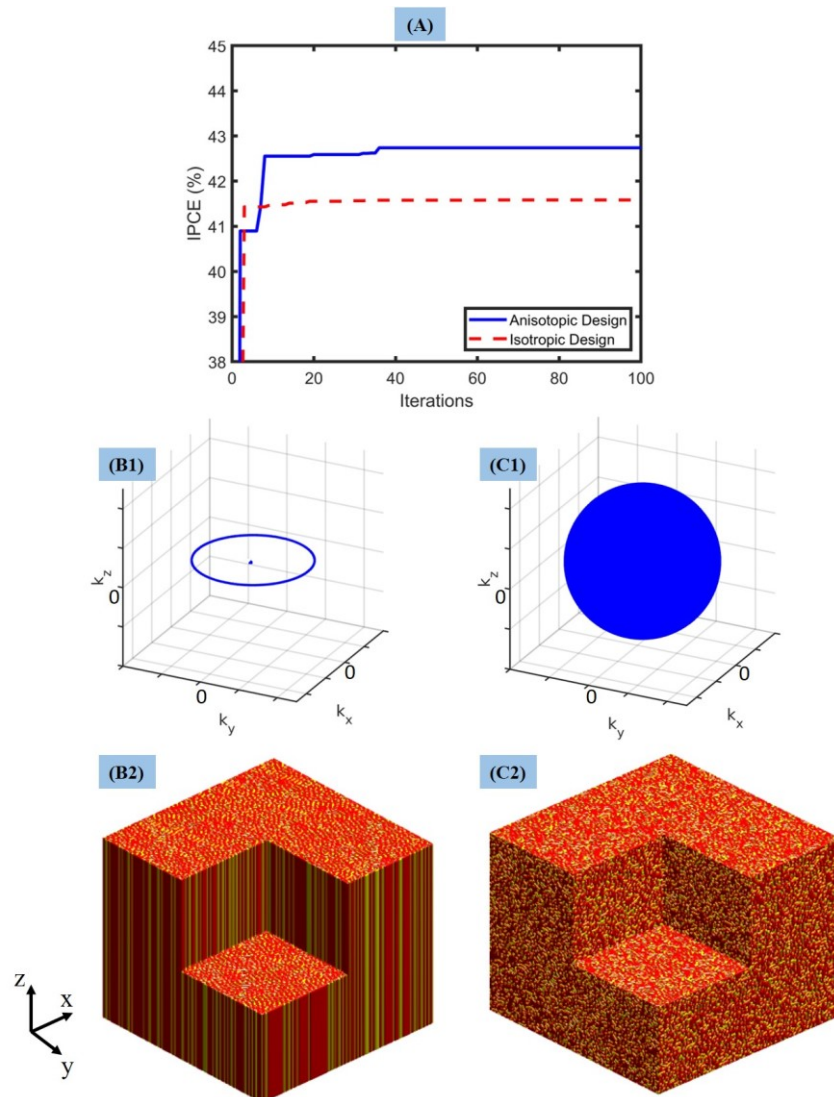 (A)
45
44
43
42
41
40
39
38
IPCE (%)
Anisotopic Design
Isotropic Design
0 20 40 60 80 100
Iterations
(B1)
k_z
0
0
k_y
0
k_x
(C1)
k_z
0
0
k_y
0
k_x
(B2)
(C2)
z
x
y